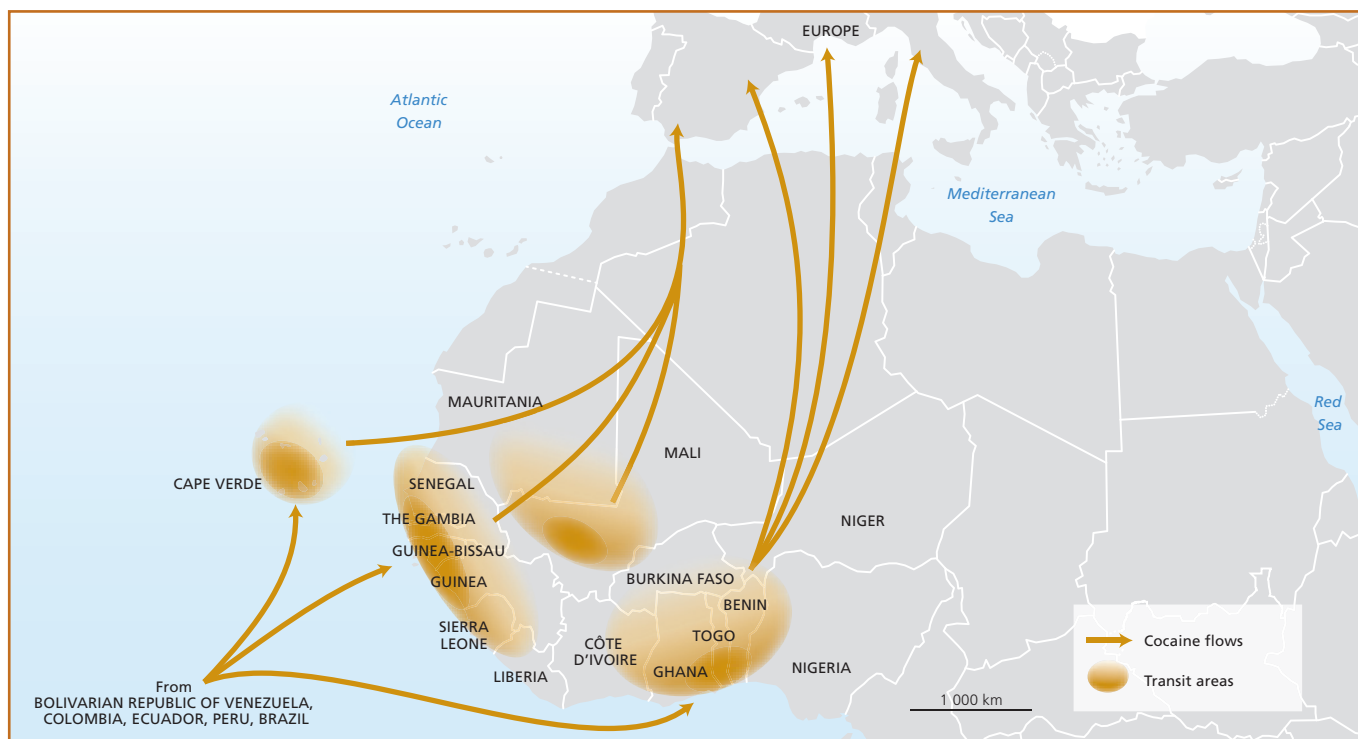 EUROPE
Atlantic
Ocean
Mediterranean
Sea
Red
Sea
MAURITANIA
MALI
CAPE VERDE
SENEGAL
THE GAMBIA
NIGER
GUINEA-BISSAU
GUINEA
BURKINA FASO
BENIN
SIERRA
LEONE
TOGO
CÔTE
D'IVOIRE
GHANA
NIGERIA
LIBERIA
From
BOLIVARIAN REPUBLIC OF VENEZUELA,
COLOMBIA, ECUADOR, PERU, BRAZIL
1 000 km
Cocaine flows
Transit areas